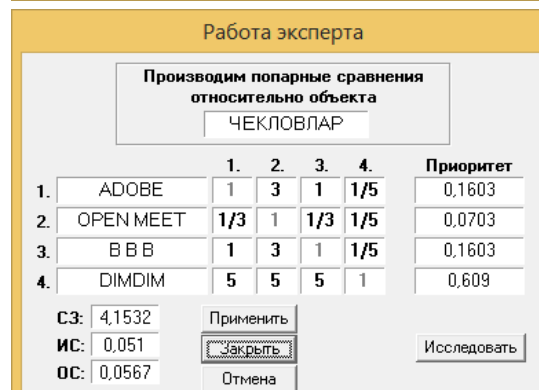 Работа эксперта
Производим попарные сравнения
относительно объекта
ЧЕКЛОВЛАР
1. 2. 3. 4. Приоритет
1. ADOBE 1 3 1 1/5 0,1603
2. OPEN MEET 1/3 1 1/3 1/5 0,0703
3. B B B 1 3 1 1/5 0,1603
4. DIMDIM 5 5 5 1 0,609
СЗ: 4,1532 Применить
ИС: 0,051 Закрыть Исследовать
ОС: 0,0567 Отмена